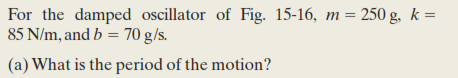 For the damped oscillator of Fig. 15-16, m = 250 g, k =
85 N/m, and b = 70 g/s.
(a) What is the period of the motion?